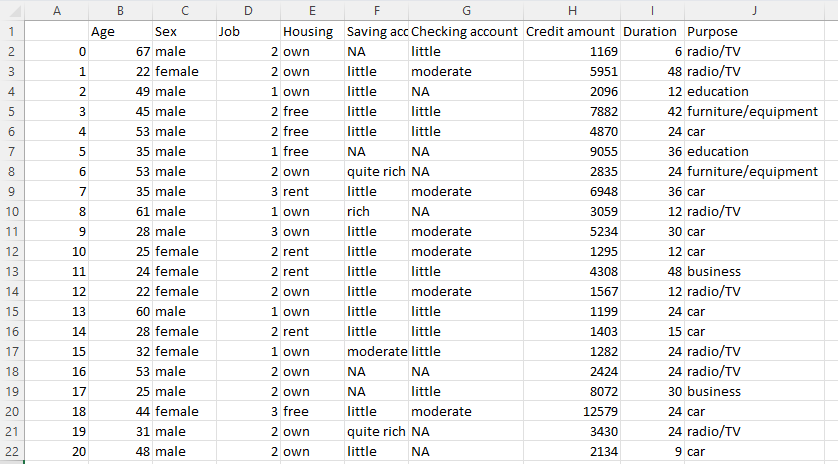 A B C D E F G H I J
1 Age Sex Job Housing Saving acc Checking account Credit amount Duration Purpose
2 0 67 male 2 own NA little 1169 6 radio/TV
3 1 22 female 2 own little moderate 5951 48 radio/TV
4 2 49 male 1 own little NA 2096 12 education
5 3 45 male 2 free little little 7882 42 furniture/equipment
6 4 53 male 2 free little little 4870 24 car
7 5 35 male 1 free NA NA 9055 36 education
8 6 53 male 2 own quite rich NA 2835 24 furniture/equipment
9 7 35 male 3 rent little moderate 6948 36 car
10 8 61 male 1 own rich NA 3059 12 radio/TV
11 9 28 male 3 own little moderate 5234 30 car
12 10 25 female 2 rent little moderate 1295 12 car
13 11 24 female 2 rent little little 4308 48 business
14 12 22 female 2 own little moderate 1567 12 radio/TV
15 13 60 male 1 own little little 1199 24 car
16 14 28 female 2 rent little little 1403 15 car
17 15 32 female 1 own moderate little 1282 24 radio/TV
18 16 53 male 2 own NA NA 2424 24 radio/TV
19 17 25 male 2 own NA little 8072 30 business
20 18 44 female 3 free little moderate 12579 24 car
21 19 31 male 2 own quite rich NA 3430 24 radio/TV
22 20 48 male 2 own little NA 2134 9 car